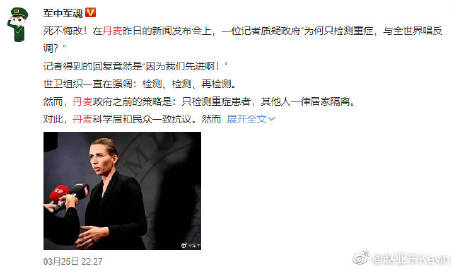 军中军魂
死不悔改！在丹麦昨日的新闻发布会上，一位记者质疑政府“为何只检测重症，与全世界唱反
调？”
记者得到的回复竟然是“因为我们先进啊！”
世卫组织一直在强调：检测、检测、再检测。
然而，丹麦政府之前的策略是：只检测重症患者，其他人一律居家隔离。
对此，丹麦科学届和民众一致抗议。然而 展开全文
03月25日 22:27